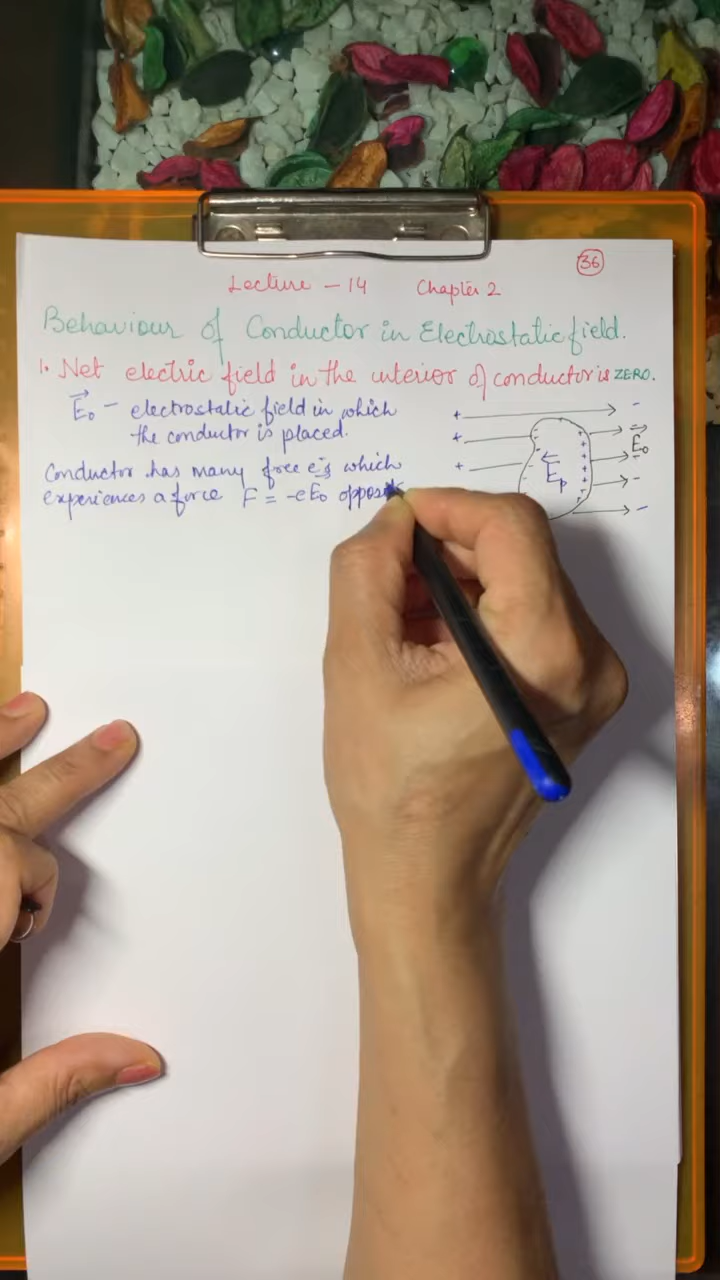 36
Lecture - 14 Chapter 2
Behaviour of Conductor in Electrostatic field.
1. Net electric field in the interior of conductor is ZERO.
E₀ - electrostatic field in which
the conductor is placed.
Conductor has many free e⁻s which
experiences a force F = -eE₀ opposi
+ -
+ E₀
+ Eₚ -
-
-